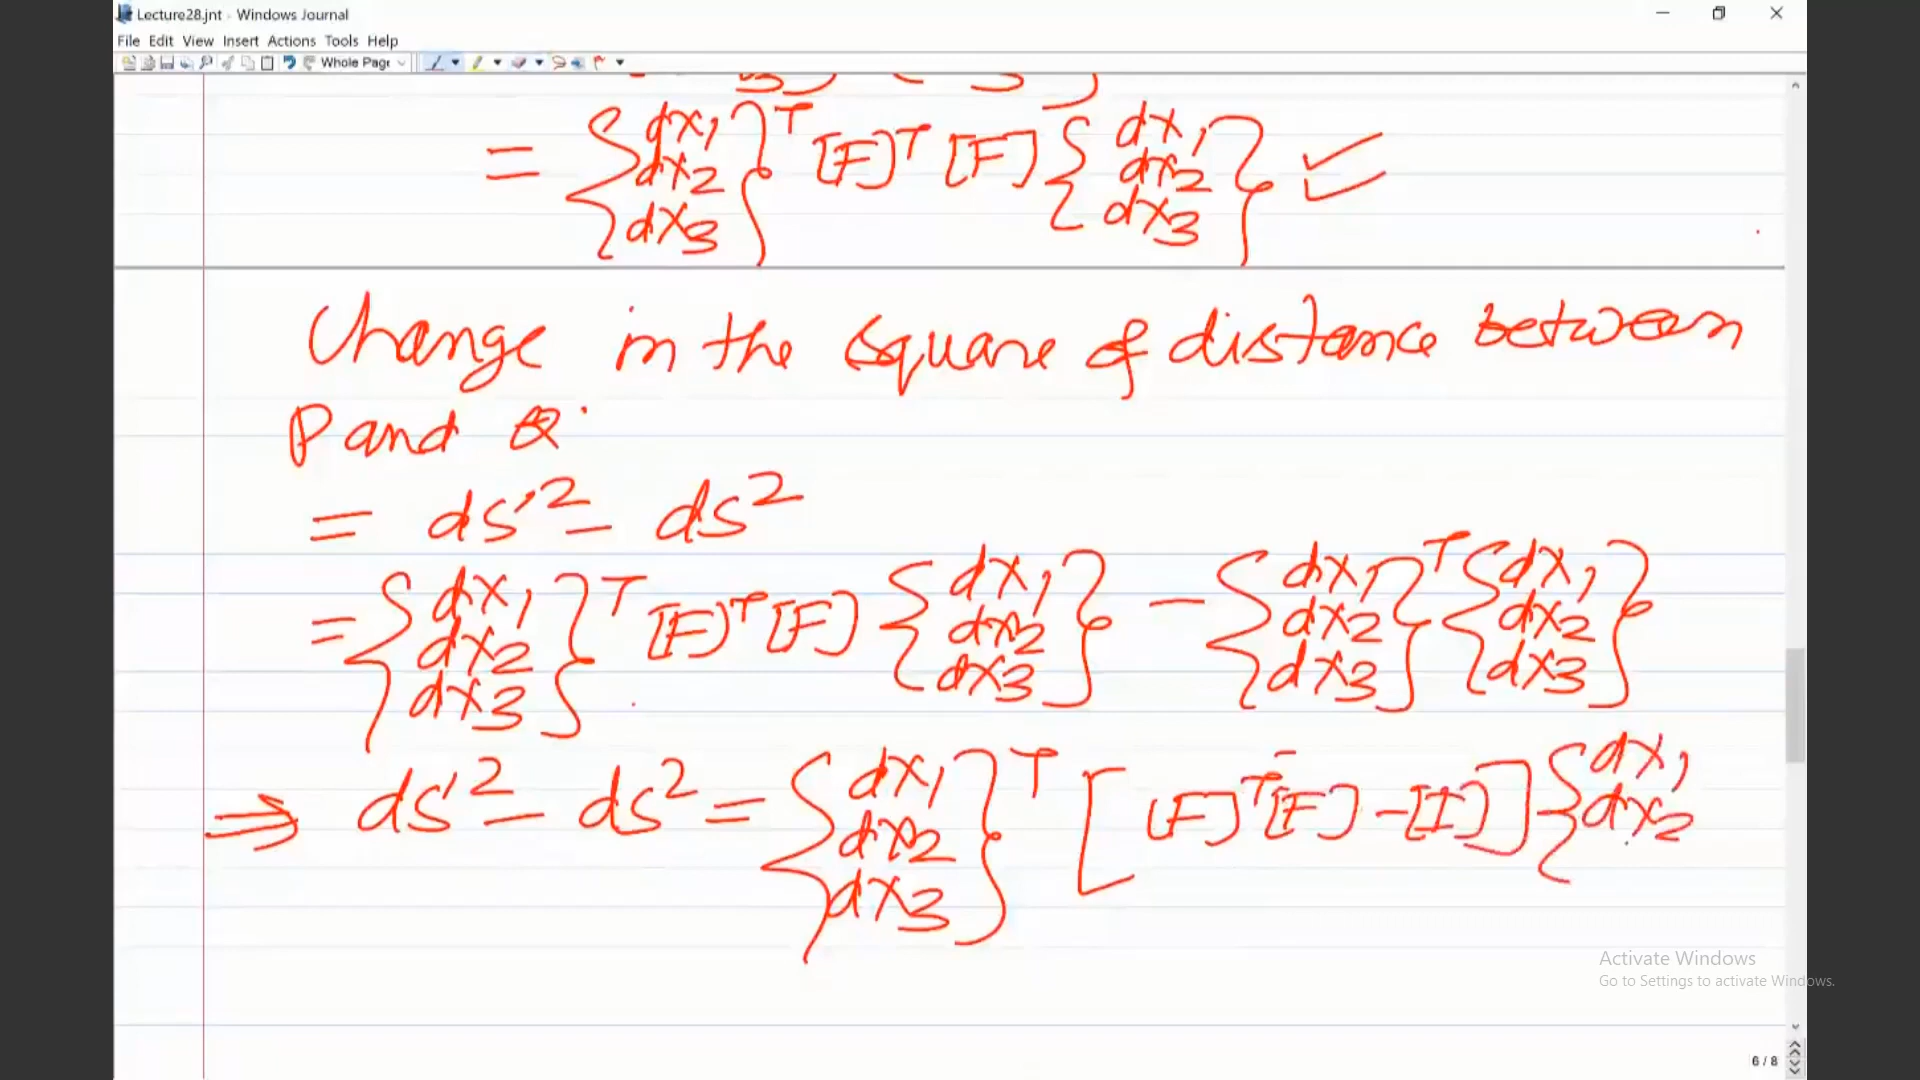 Lecture28.jnt - Windows Journal
File Edit View Insert Actions Tools Help
Whole Page
= {dx1 dx2 dx3}^T [F]^T [F] {dx1 dx2 dx3}
Change in the square of distance between
P and Q
= ds'^2 - ds^2
= {dx1 dx2 dx3}^T [F]^T [F] {dx1 dx2 dx3} - {dx1 dx2 dx3}^T {dx1 dx2 dx3}
⇒ ds'^2 - ds^2 = {dx1 dx2 dx3}^T [[F]^T [F] - [I]] {dx1 dx2
Activate Windows
Go to Settings to activate Windows.
6 / 8